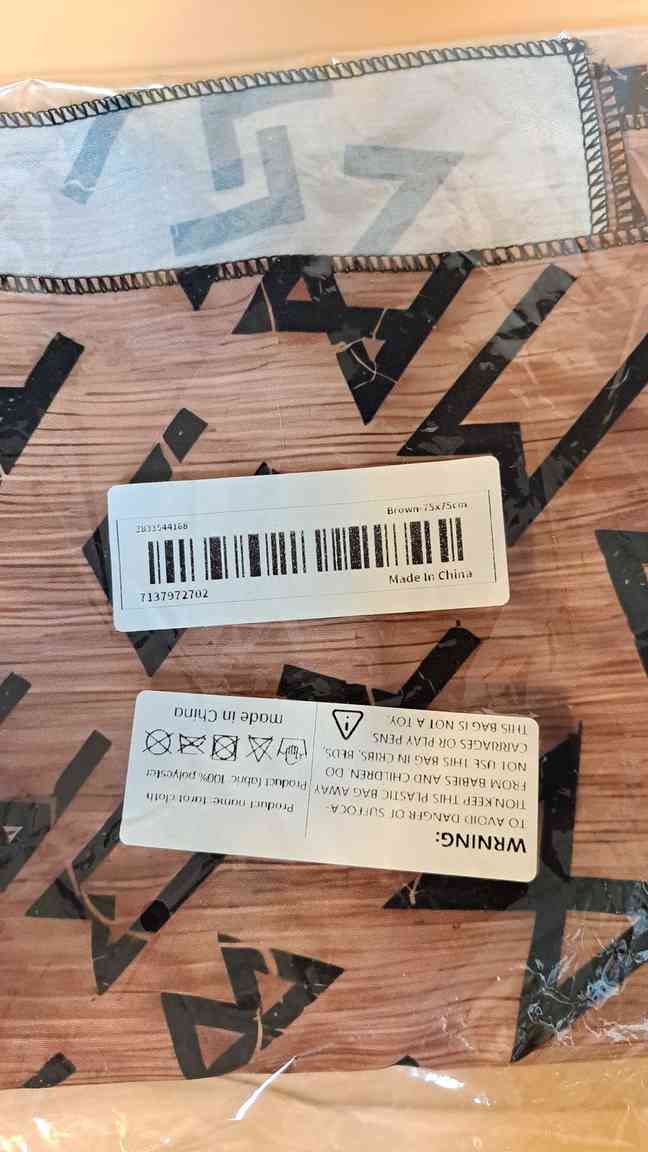 2833544168
Brown-75x75cm
7137972702
Made In China
WRNING:
TO AVOID DANGER OF SUFFOCA-
TION KEEP THIS PLASTIC BAG AWAY
FROM BABIES AND CHILDREN. DO
NOT USE THIS BAG IN CRIBS, BEDS,
CARRIAGES OR PLAY PENS
THIS BAG IS NOT A TOY.
Product name: tarot cloth
Product fabric: 100% polyester
made in China